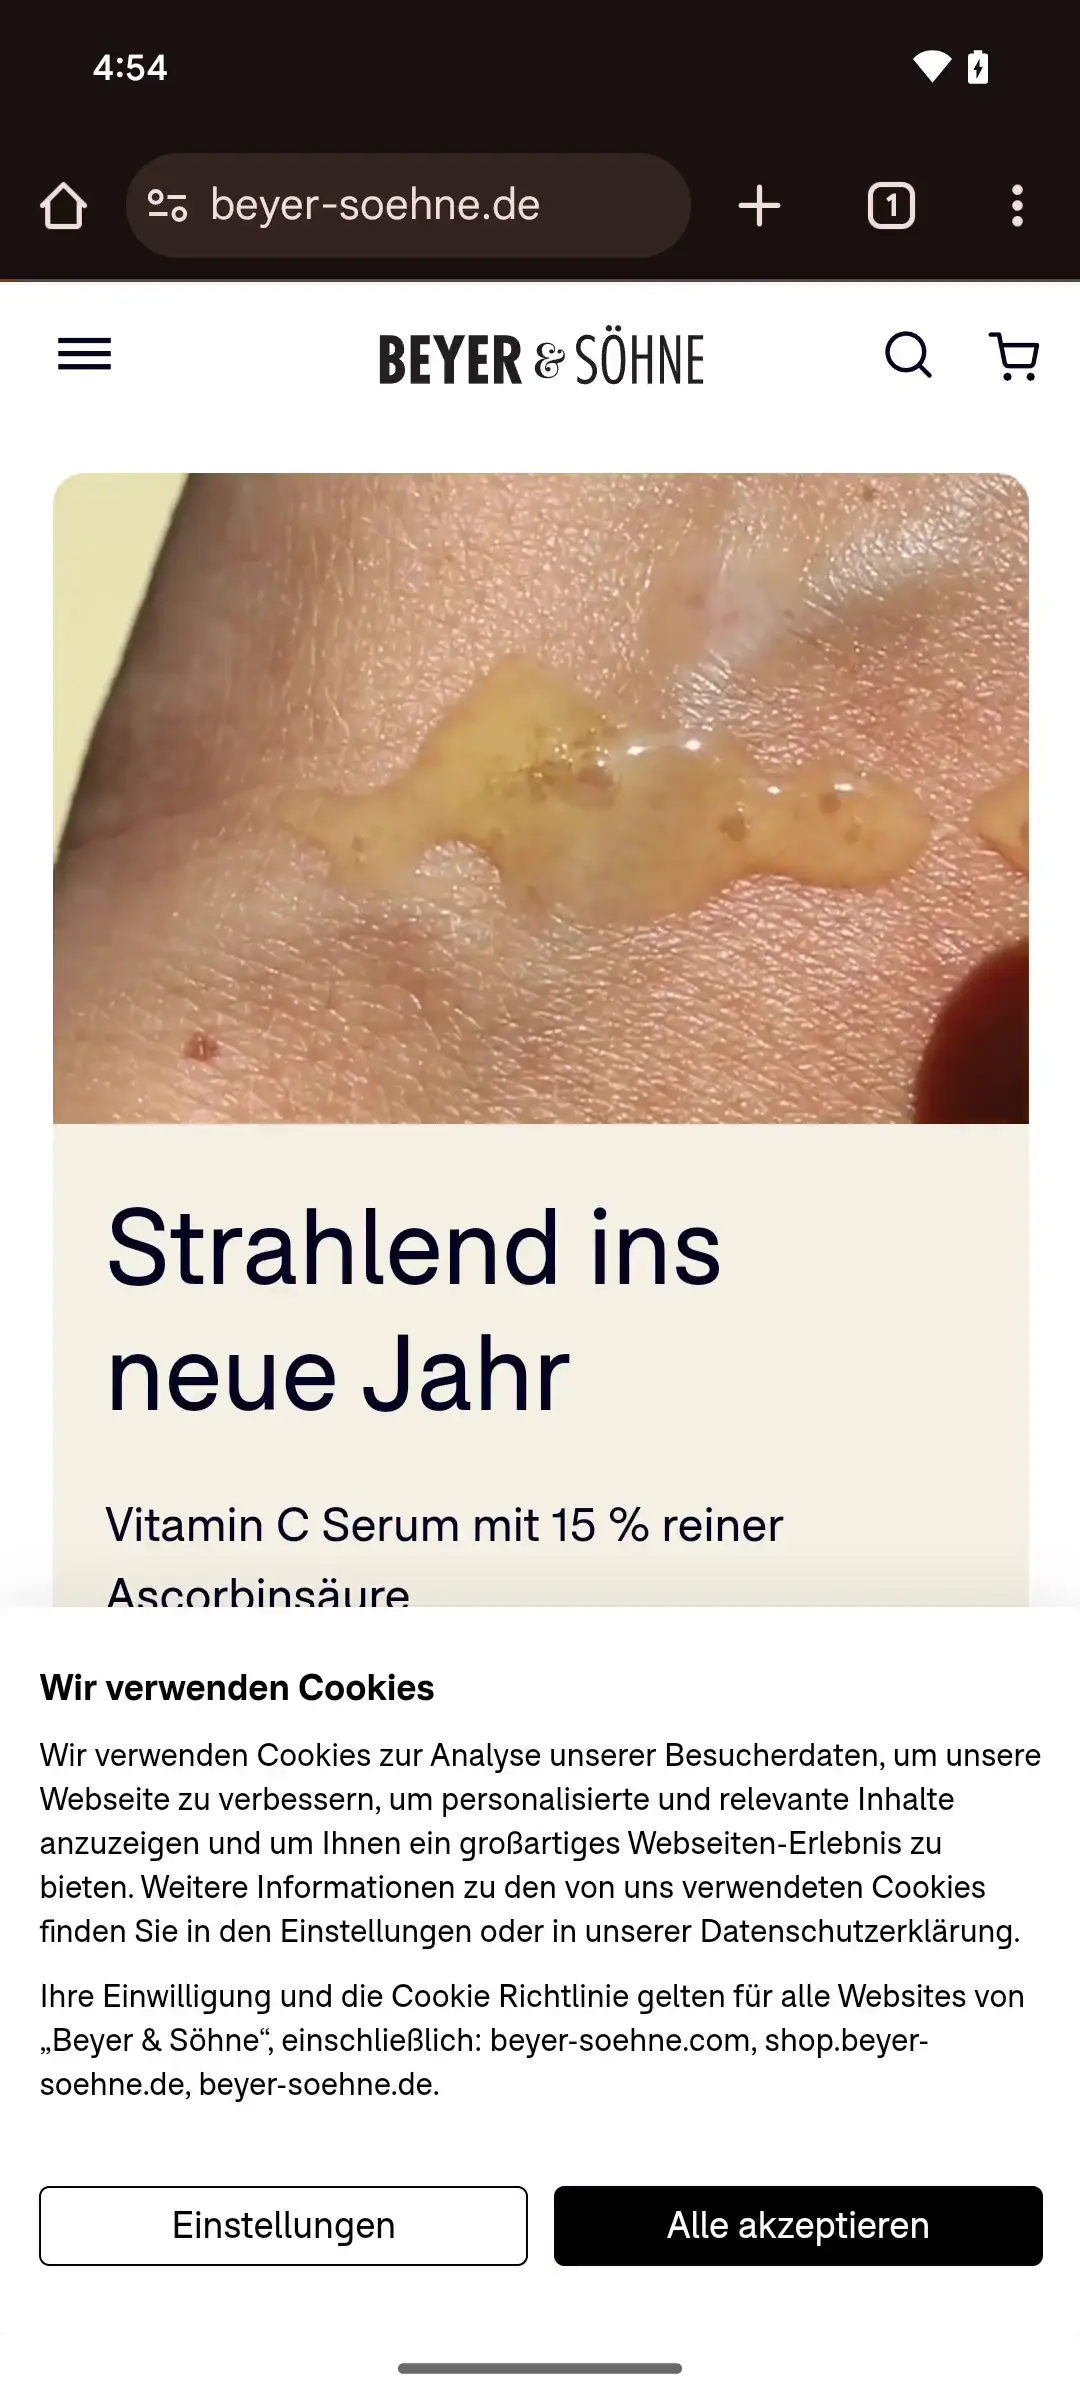 4:54
beyer-soehne.de
1
BEYER & SÖHNE
Strahlend ins
neue Jahr
Vitamin C Serum mit 15 % reiner
Ascorbinsäure
Wir verwenden Cookies
Wir verwenden Cookies zur Analyse unserer Besucherdaten, um unsere
Webseite zu verbessern, um personalisierte und relevante Inhalte
anzuzeigen und um Ihnen ein großartiges Webseiten-Erlebnis zu
bieten. Weitere Informationen zu den von uns verwendeten Cookies
finden Sie in den Einstellungen oder in unserer Datenschutzerklärung.
Ihre Einwilligung und die Cookie Richtlinie gelten für alle Websites von
„Beyer & Söhne“, einschließlich: beyer-soehne.com, shop.beyer-
soehne.de, beyer-soehne.de.
Einstellungen
Alle akzeptieren